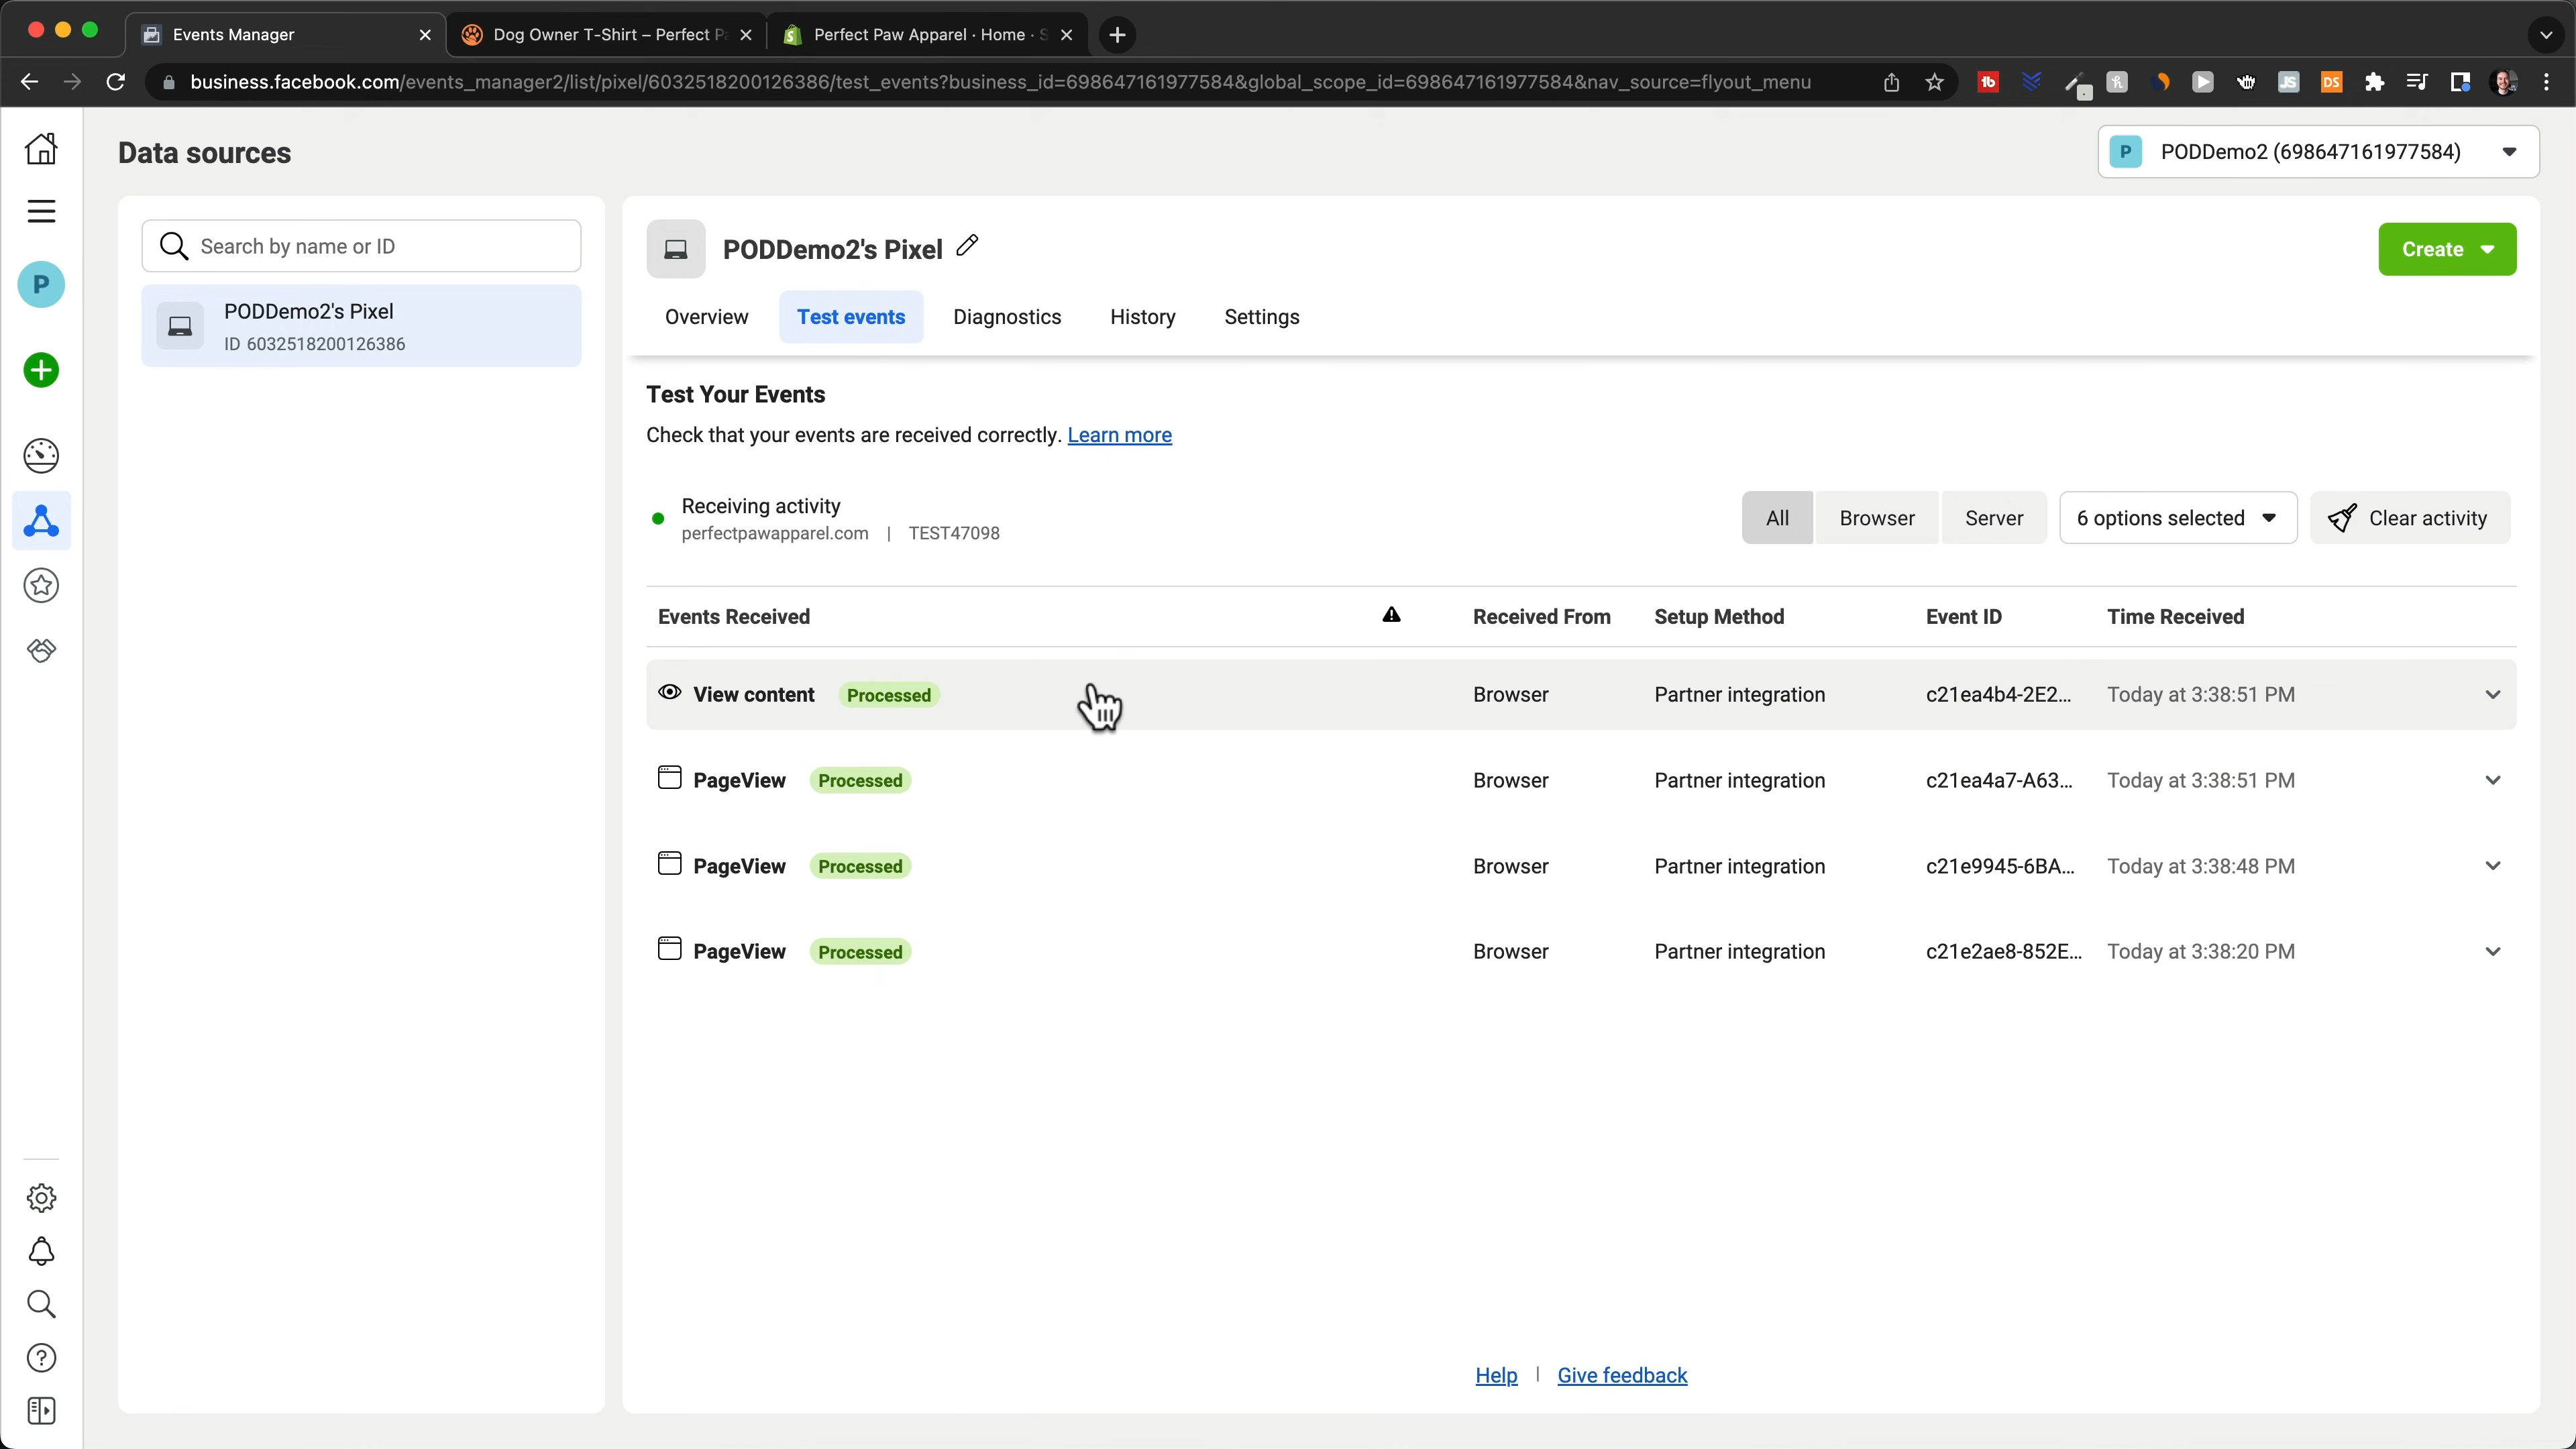 Events Manager
Dog Owner T-Shirt – Perfect P
Perfect Paw Apparel · Home · S
business.facebook.com/events_manager2/list/pixel/6032518200126386/test_events?business_id=698647161977584&global_scope_id=698647161977584&nav_source=flyout_menu
Data sources
P PODDemo2 (698647161977584)
Search by name or ID
P
PODDemo2's Pixel
ID 6032518200126386
PODDemo2's Pixel
Create
Overview Test events Diagnostics History Settings
Test Your Events
Check that your events are received correctly. Learn more
Receiving activity
perfectpawapparel.com | TEST47098
All Browser Server 6 options selected Clear activity
Events Received Received From Setup Method Event ID Time Received
View content Processed Browser Partner integration c21ea4b4-2E2... Today at 3:38:51 PM
PageView Processed Browser Partner integration c21ea4a7-A63... Today at 3:38:51 PM
PageView Processed Browser Partner integration c21e9945-6BA... Today at 3:38:48 PM
PageView Processed Browser Partner integration c21e2ae8-852E... Today at 3:38:20 PM
Help | Give feedback